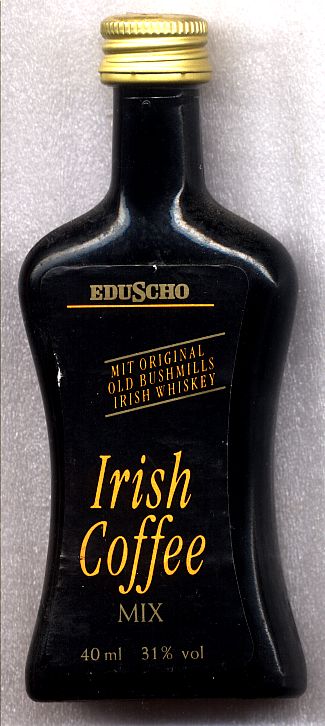 EDUSCHO
MIT ORIGINAL
OLD BUSHMILLS
IRISH WHISKEY
Irish
Coffee
MIX
40 ml 31% vol